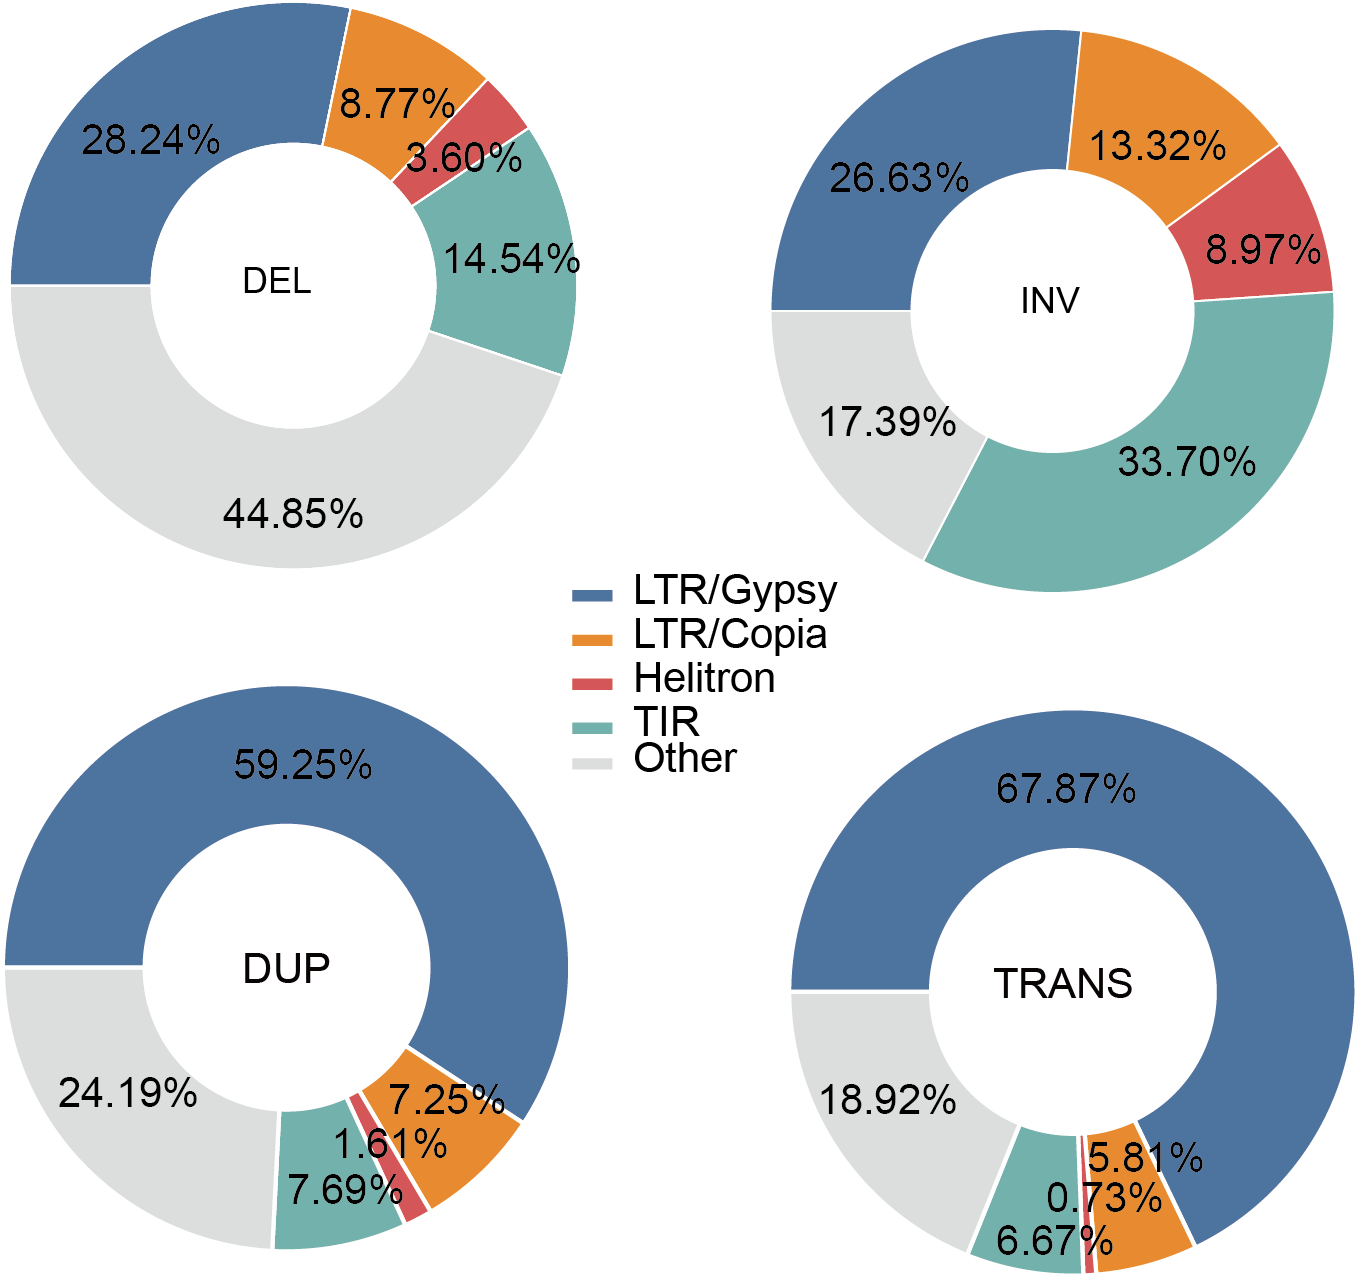 28.24%
8.77%
3.60%
14.54%
44.85%
DEL
26.63%
13.32%
8.97%
33.70%
17.39%
INV
LTR/Gypsy
LTR/Copia
Helitron
TIR
Other
59.25%
7.25%
1.61%
7.69%
24.19%
DUP
67.87%
5.81%
0.73%
6.67%
18.92%
TRANS